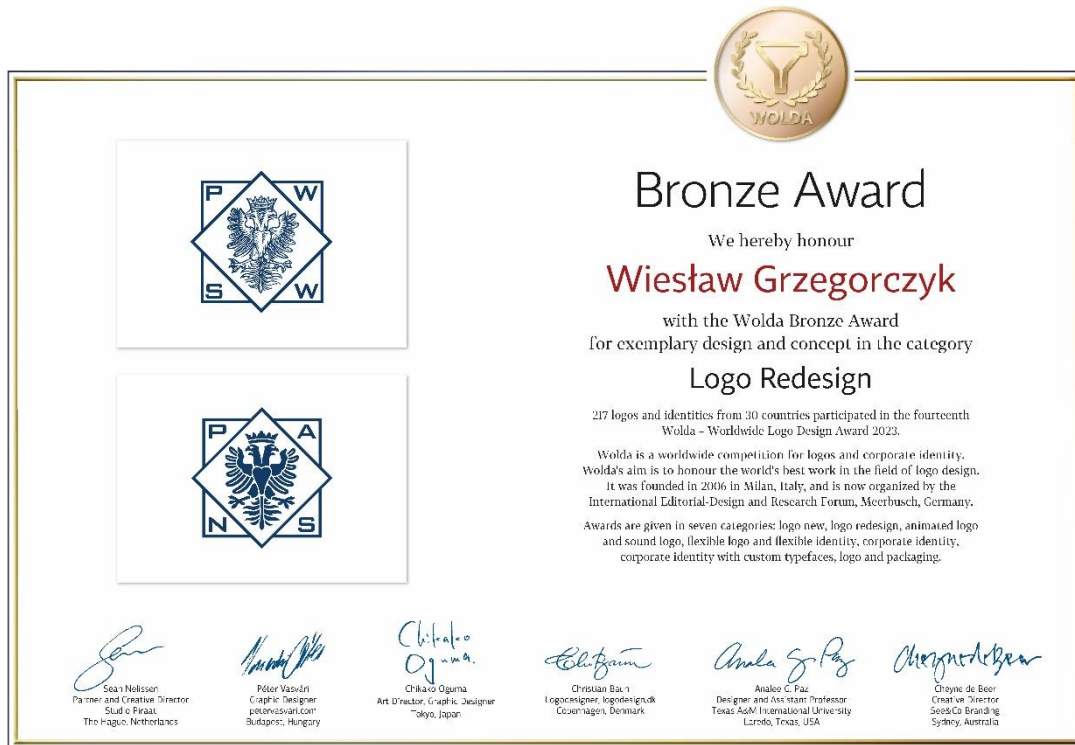 WOLDA
P W
S W
P A
N S
Bronze Award
We hereby honour
Wiesław Grzegorczyk
with the Wolda Bronze Award
for exemplary design and concept in the category
Logo Redesign
217 logos and identities from 30 countries participated in the fourteenth
Wolda – Worldwide Logo Design Award 2023.
Wolda is a worldwide competition for logos and corporate identity.
Wolda's aim is to honour the world's best work in the field of logo design.
It was founded in 2006 in Milan, Italy, and is now organized by the
International Editorial-Design and Research Forum, Meerbusch, Germany.
Awards are given in seven categories: logo new, logo redesign, animated logo
and sound logo, flexible logo and flexible identity, corporate identity,
corporate identity with custom typefaces, logo and packaging.
Chikako
Oguma.
Sean Nelissen
Partner and Creative Director
Studio Piraat
The Hague, Netherlands
Péter Vasvári
Graphic Designer
petervasvari.com
Budapest, Hungary
Chikako Oguma
Art Director, Graphic Designer
Tokyo, Japan
Christian Baun
Logodesigner, logodesign.dk
Copenhagen, Denmark
Analee G. Paz
Designer and Assistant Professor
Texas A&M International University
Laredo, Texas, USA
Cheyne de Beer
Creative Director
See&Co Branding
Sydney, Australia